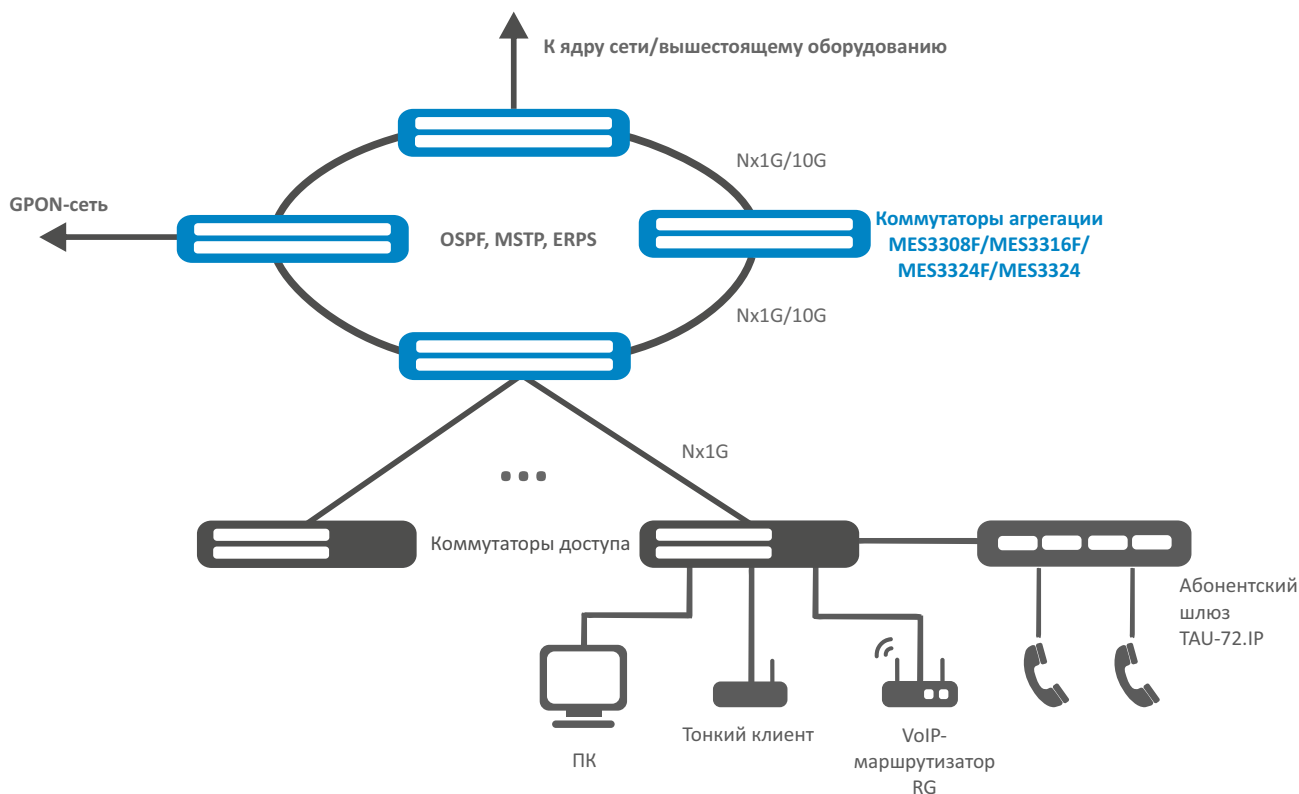 К ядру сети/вышестоящему оборудованию
Nx1G/10G
GPON-сеть
OSPF, MSTP, ERPS
Коммутаторы агрегации
MES3308F/MES3316F/
MES3324F/MES3324
Nx1G/10G
Nx1G
Коммутаторы доступа
Абонентский
шлюз
TAU-72.IP
ПК
Тонкий клиент
VoIP-
маршрутизатор
RG